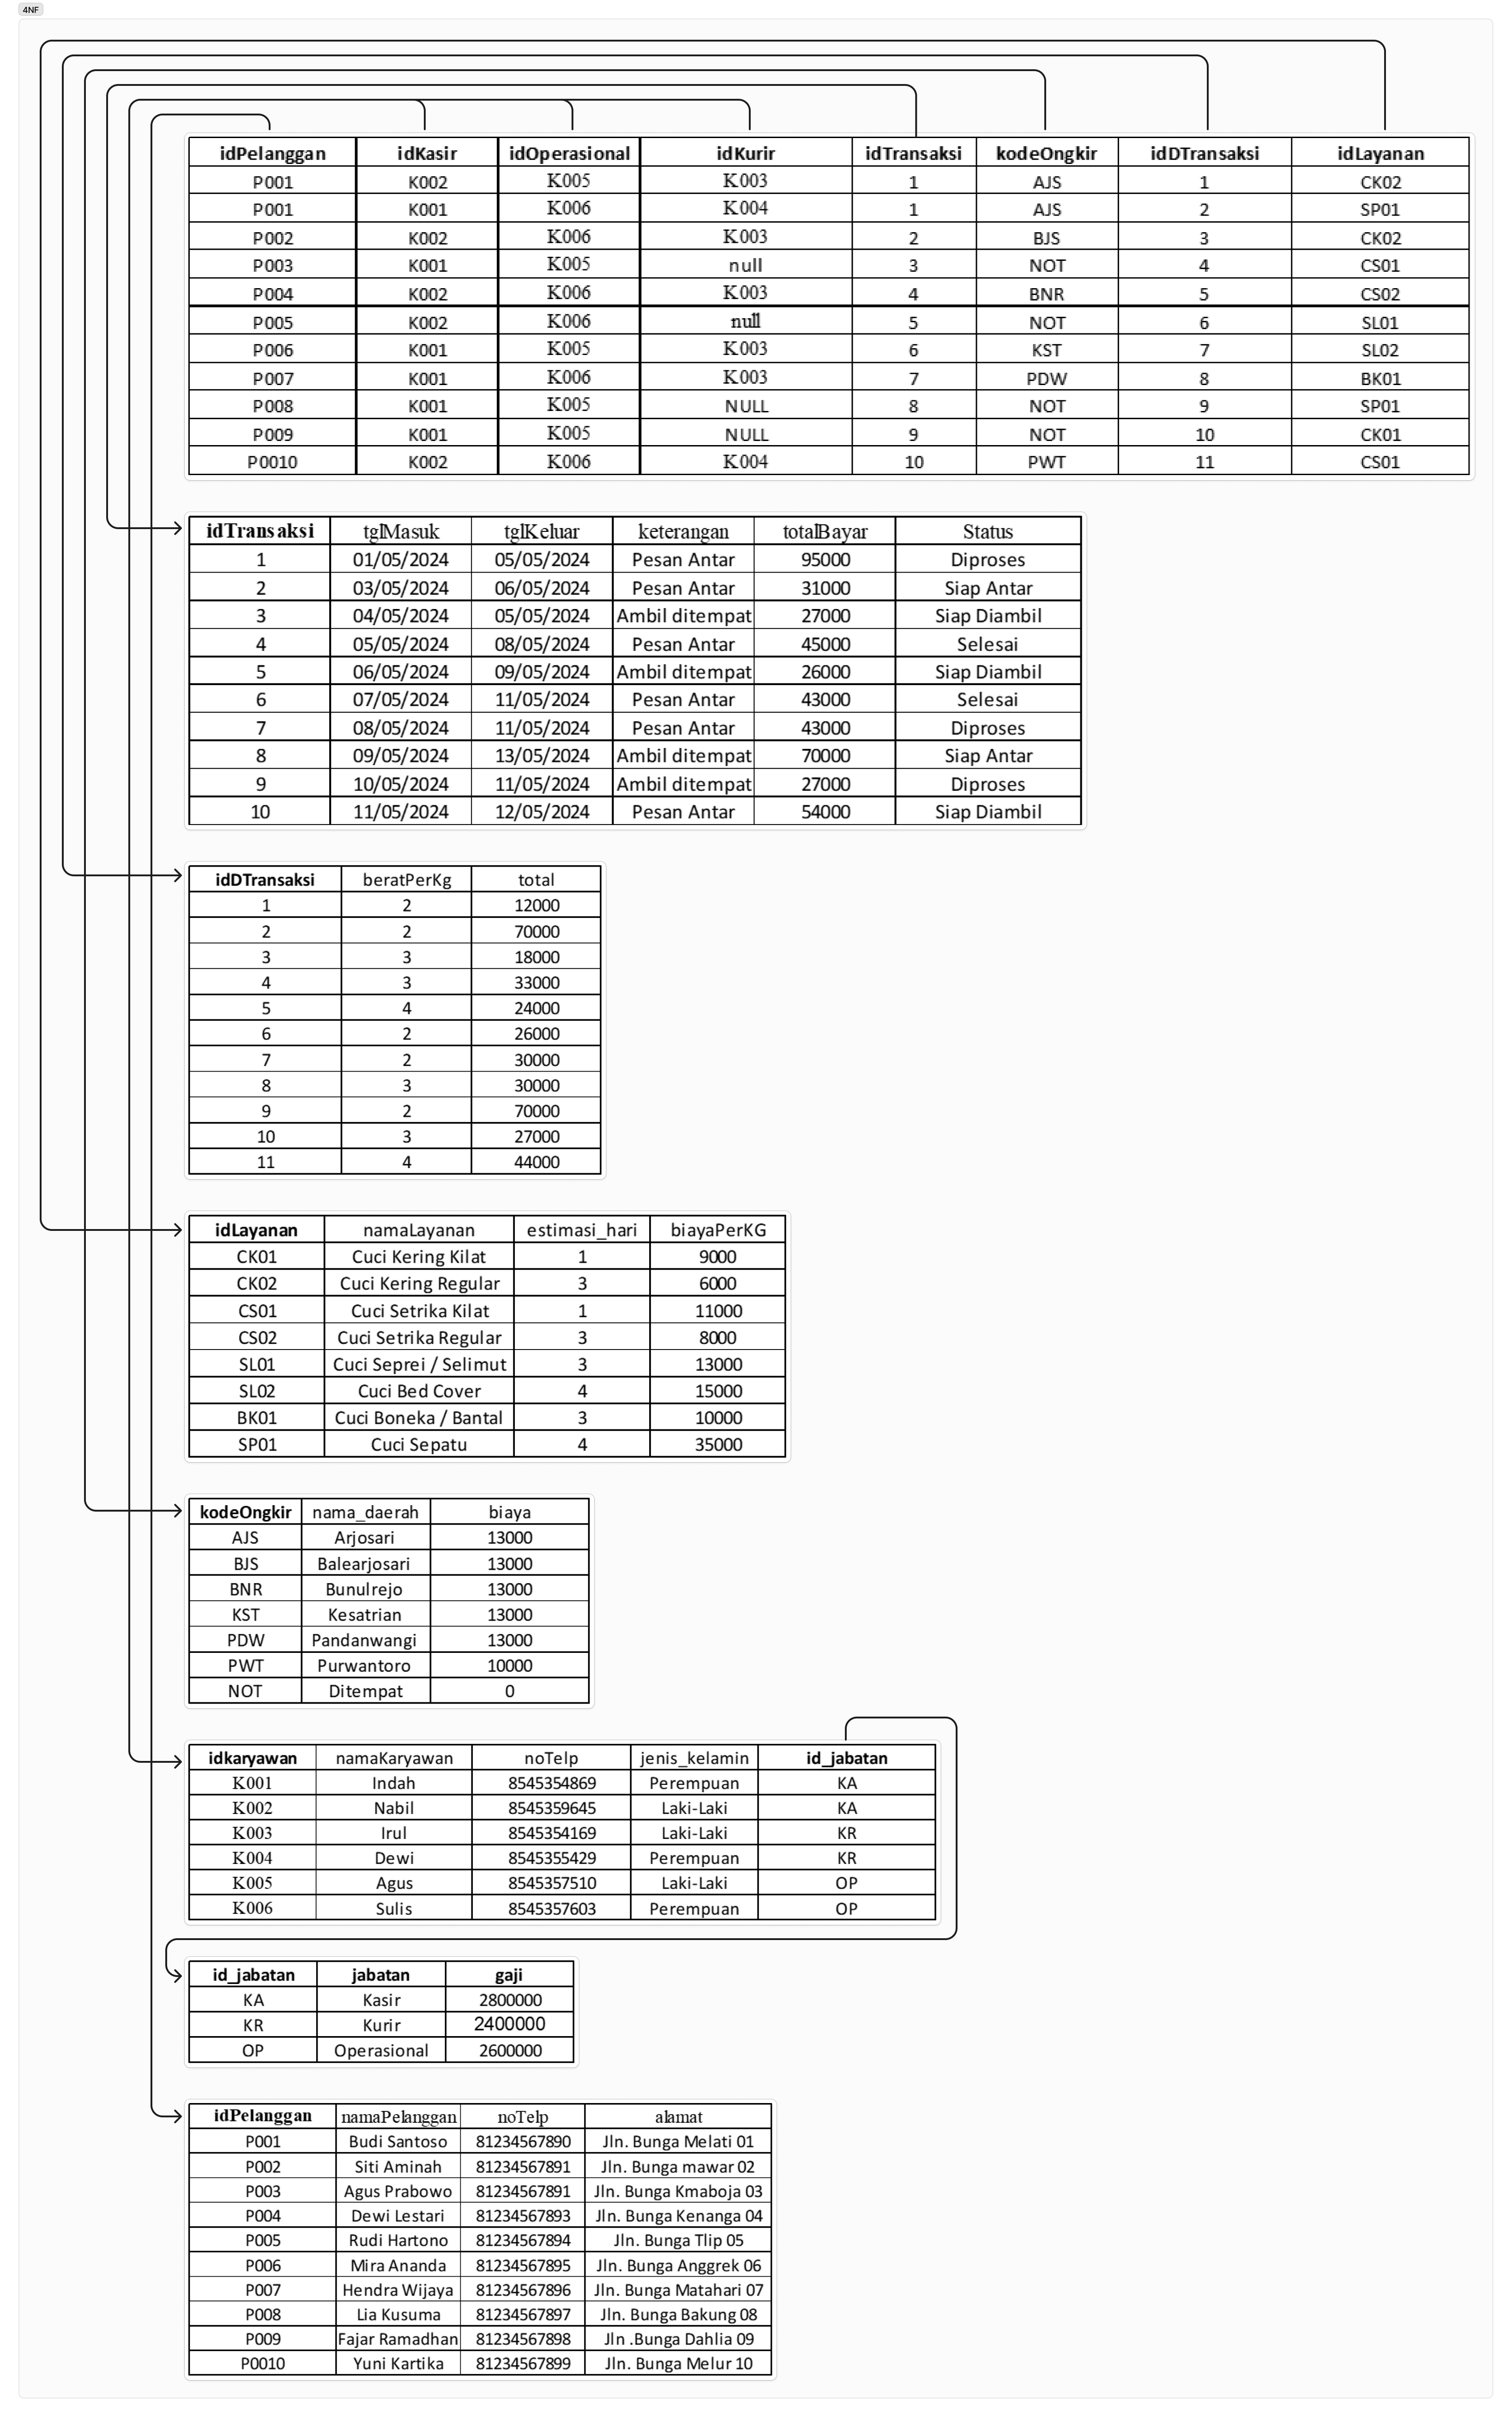 4NF
idPelanggan idKasir idOperasional idKurir idTransaksi kodeOngkir idDTransaksi idLayanan
P001 K002 K005 K003 1 AJS 1 CK02
P001 K001 K006 K004 1 AJS 2 SP01
P002 K002 K006 K003 2 BJS 3 CK02
P003 K001 K005 null 3 NOT 4 CS01
P004 K002 K006 K003 4 BNR 5 CS02
P005 K002 K006 null 5 NOT 6 SL01
P006 K001 K005 K003 6 KST 7 SL02
P007 K001 K006 K003 7 PDW 8 BK01
P008 K001 K005 NULL 8 NOT 9 SP01
P009 K001 K005 NULL 9 NOT 10 CK01
P0010 K002 K006 K004 10 PWT 11 CS01
idTransaksi tglMasuk tglKeluar keterangan totalBayar Status
1 01/05/2024 05/05/2024 Pesan Antar 95000 Diproses
2 03/05/2024 06/05/2024 Pesan Antar 31000 Siap Antar
3 04/05/2024 05/05/2024 Ambil ditempat 27000 Siap Diambil
4 05/05/2024 08/05/2024 Pesan Antar 45000 Selesai
5 06/05/2024 09/05/2024 Ambil ditempat 26000 Siap Diambil
6 07/05/2024 11/05/2024 Pesan Antar 43000 Selesai
7 08/05/2024 11/05/2024 Pesan Antar 43000 Diproses
8 09/05/2024 13/05/2024 Ambil ditempat 70000 Siap Antar
9 10/05/2024 11/05/2024 Ambil ditempat 27000 Diproses
10 11/05/2024 12/05/2024 Pesan Antar 54000 Siap Diambil
idDTransaksi beratPerKg total
1 2 12000
2 2 70000
3 3 18000
4 3 33000
5 4 24000
6 2 26000
7 2 30000
8 3 30000
9 2 70000
10 3 27000
11 4 44000
idLayanan namaLayanan estimasi_hari biayaPerKG
CK01 Cuci Kering Kilat 1 9000
CK02 Cuci Kering Regular 3 6000
CS01 Cuci Setrika Kilat 1 11000
CS02 Cuci Setrika Regular 3 8000
SL01 Cuci Seprei / Selimut 3 13000
SL02 Cuci Bed Cover 4 15000
BK01 Cuci Boneka / Bantal 3 10000
SP01 Cuci Sepatu 4 35000
kodeOngkir nama_daerah biaya
AJS Arjosari 13000
BJS Balearjosari 13000
BNR Bunulrejo 13000
KST Kesatrian 13000
PDW Pandanwangi 13000
PWT Purwantoro 10000
NOT Ditempat 0
idkaryawan namaKaryawan noTelp jenis_kelamin id_jabatan
K001 Indah 8545354869 Perempuan KA
K002 Nabil 8545359645 Laki-Laki KA
K003 Irul 8545354169 Laki-Laki KR
K004 Dewi 8545355429 Perempuan KR
K005 Agus 8545357510 Laki-Laki OP
K006 Sulis 8545357603 Perempuan OP
id_jabatan jabatan gaji
KA Kasir 2800000
KR Kurir 2400000
OP Operasional 2600000
idPelanggan namaPelanggan noTelp alamat
P001 Budi Santoso 81234567890 Jln. Bunga Melati 01
P002 Siti Aminah 81234567891 Jln. Bunga mawar 02
P003 Agus Prabowo 81234567891 Jln. Bunga Kmaboja 03
P004 Dewi Lestari 81234567893 Jln. Bunga Kenanga 04
P005 Rudi Hartono 81234567894 Jln. Bunga Tlip 05
P006 Mira Ananda 81234567895 Jln. Bunga Anggrek 06
P007 Hendra Wijaya 81234567896 Jln. Bunga Matahari 07
P008 Lia Kusuma 81234567897 Jln. Bunga Bakung 08
P009 Fajar Ramadhan 81234567898 Jln .Bunga Dahlia 09
P0010 Yuni Kartika 81234567899 Jln. Bunga Melur 10